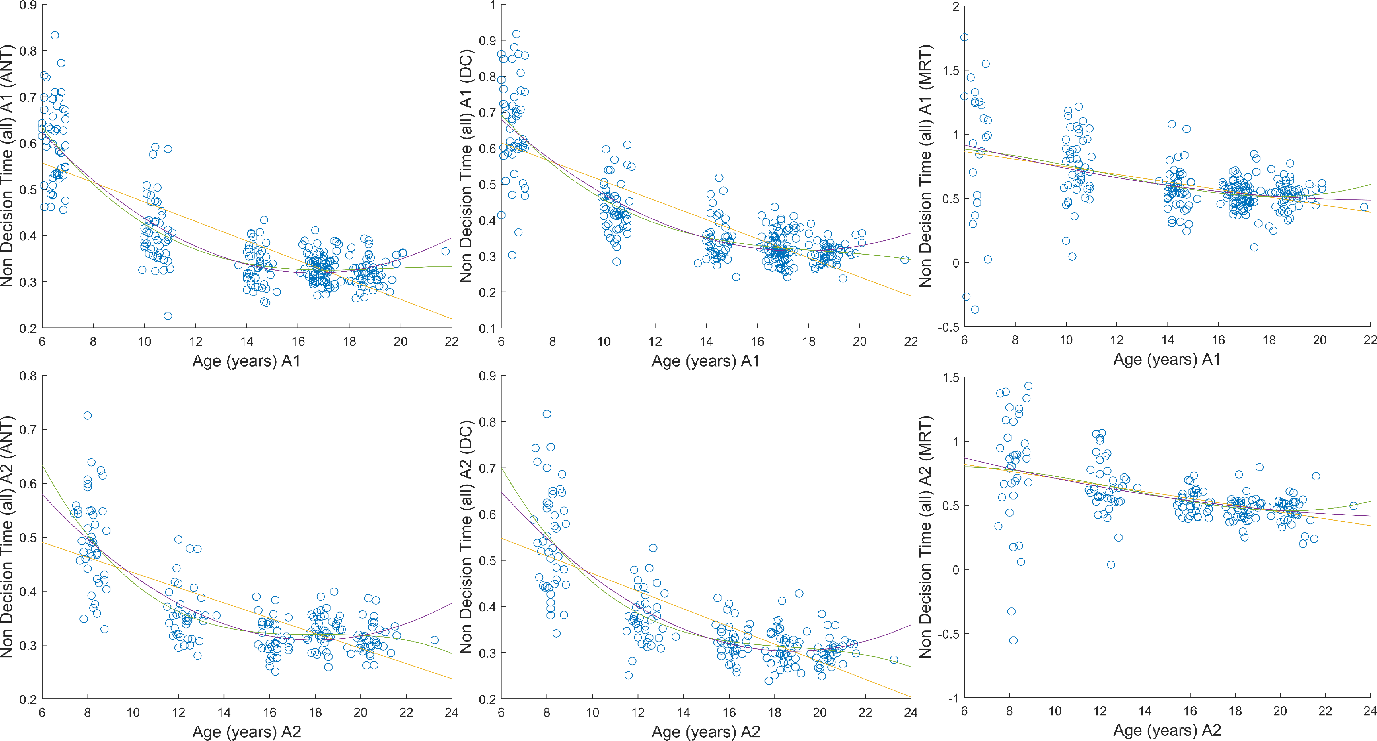 Non Decision Time (all) A1 (ANT)
0.9
0.8
0.7
0.6
0.5
0.4
0.3
0.2
6 8 10 12 14 16 18 20 22
Age (years) A1
Non Decision Time (all) A1 (DC)
1
0.9
0.8
0.7
0.6
0.5
0.4
0.3
0.2
0.1
6 8 10 12 14 16 18 20 22
Age (years) A1
Non Decision Time (all) A1 (MRT)
2
1.5
1
0.5
0
-0.5
6 8 10 12 14 16 18 20 22
Age (years) A1
Non Decision Time (all) A2 (ANT)
0.8
0.7
0.6
0.5
0.4
0.3
0.2
6 8 10 12 14 16 18 20 22 24
Age (years) A2
Non Decision Time (all) A2 (DC)
0.9
0.8
0.7
0.6
0.5
0.4
0.3
0.2
6 8 10 12 14 16 18 20 22 24
Age (years) A2
Non Decision Time (all) A2 (MRT)
1.5
1
0.5
0
-0.5
-1
6 8 10 12 14 16 18 20 22 24
Age (years) A2